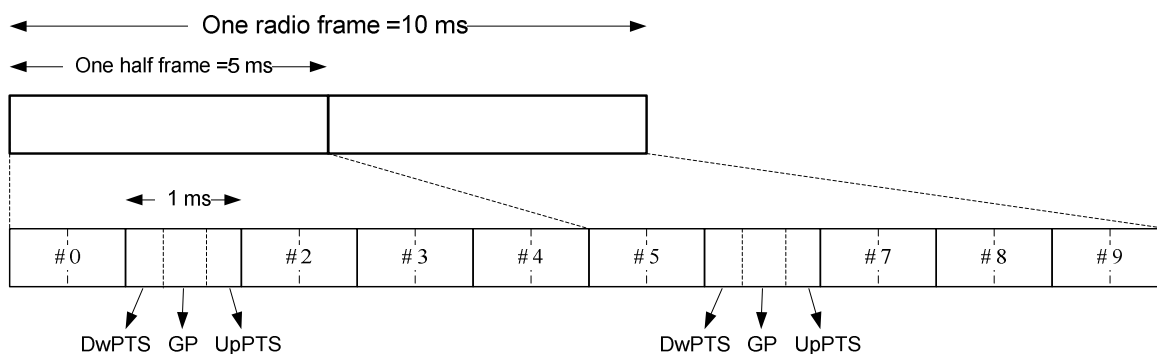 One radio frame =10 ms
One half frame =5 ms
1 ms
#0 #2 #3 #4 #5 #7 #8 #9
DwPTS GP UpPTS DwPTS GP UpPTS